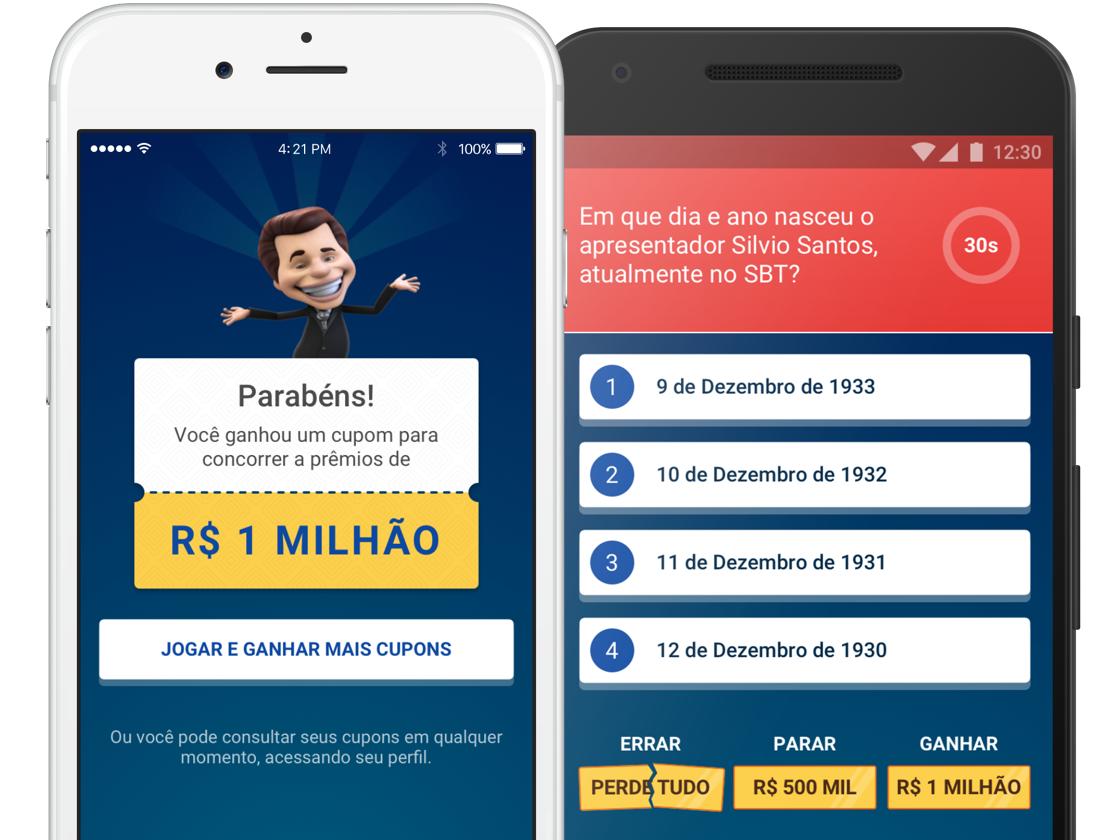 4:21 PM
100%
Parabéns!
Você ganhou um cupom para
concorrer a prêmios de
R$ 1 MILHÃO
JOGAR E GANHAR MAIS CUPONS
Ou você pode consultar seus cupons em qualquer
momento, acessando seu perfil.
12:30
Em que dia e ano nasceu o
apresentador Silvio Santos,
atualmente no SBT?
30s
1 9 de Dezembro de 1933
2 10 de Dezembro de 1932
3 11 de Dezembro de 1931
4 12 de Dezembro de 1930
ERRAR PARAR GANHAR
PERDE TUDO R$ 500 MIL R$ 1 MILHÃO